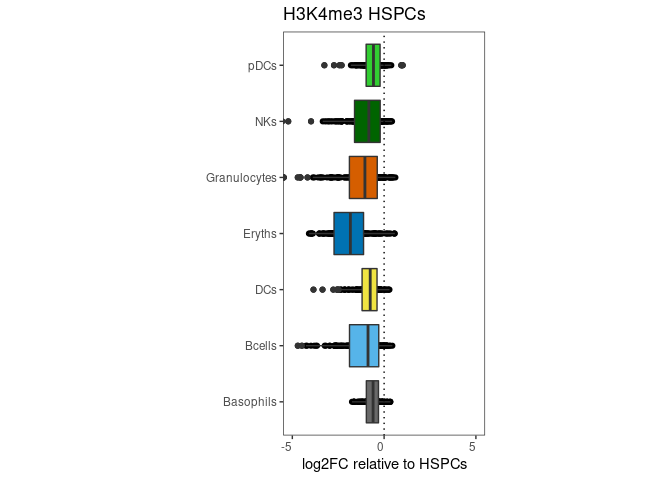 H3K4me3 HSPCs
pDCs
NKs
Granulocytes
Eryths
DCs
Bcells
Basophils
-5 0 5
log2FC relative to HSPCs